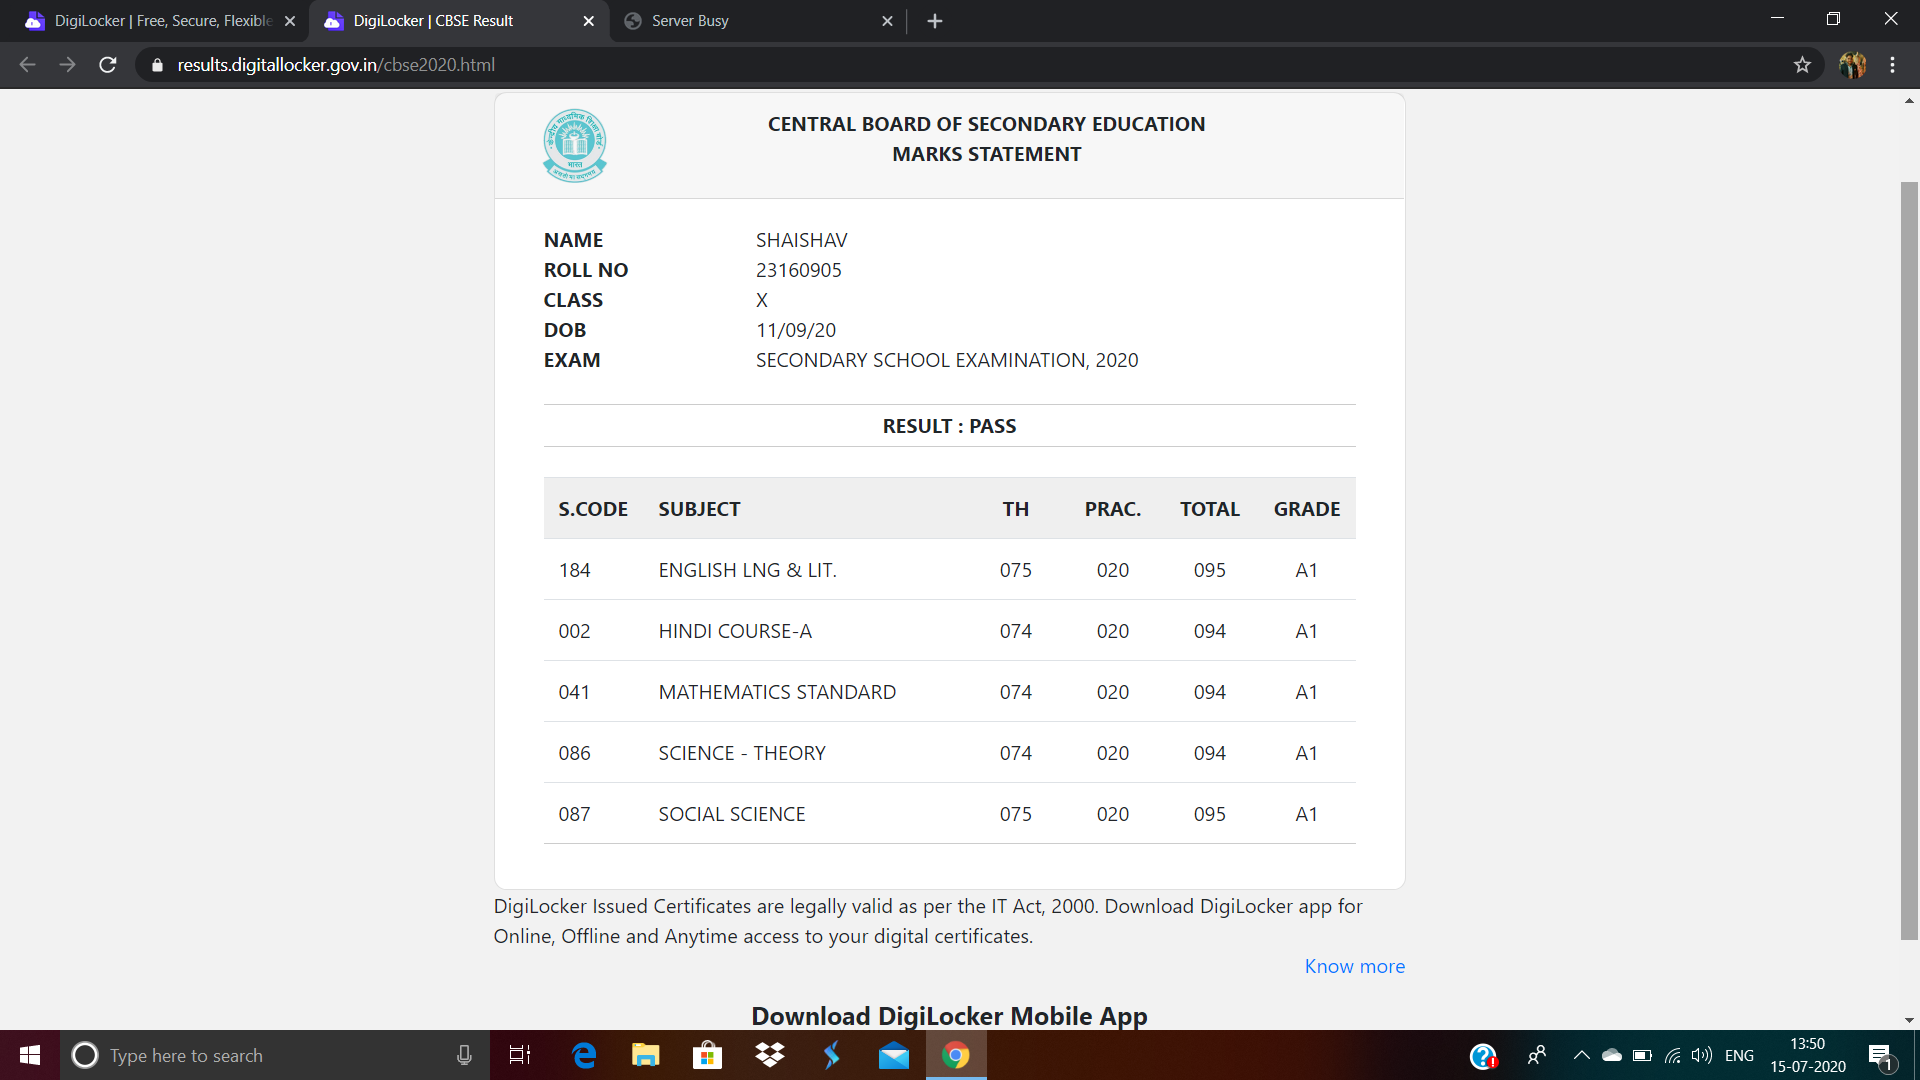 DigiLocker | Free, Secure, Flexible
DigiLocker | CBSE Result
Server Busy
results.digitallocker.gov.in/cbse2020.html
CENTRAL BOARD OF SECONDARY EDUCATION
MARKS STATEMENT
भारत
NAME SHAISHAV
ROLL NO 23160905
CLASS X
DOB 11/09/20
EXAM SECONDARY SCHOOL EXAMINATION, 2020
RESULT : PASS
S.CODE SUBJECT TH PRAC. TOTAL GRADE
184 ENGLISH LNG & LIT. 075 020 095 A1
002 HINDI COURSE-A 074 020 094 A1
041 MATHEMATICS STANDARD 074 020 094 A1
086 SCIENCE - THEORY 074 020 094 A1
087 SOCIAL SCIENCE 075 020 095 A1
DigiLocker Issued Certificates are legally valid as per the IT Act, 2000. Download DigiLocker app for
Online, Offline and Anytime access to your digital certificates.
Know more
Download DigiLocker Mobile App
Type here to search
ENG
13:50
15-07-2020
1